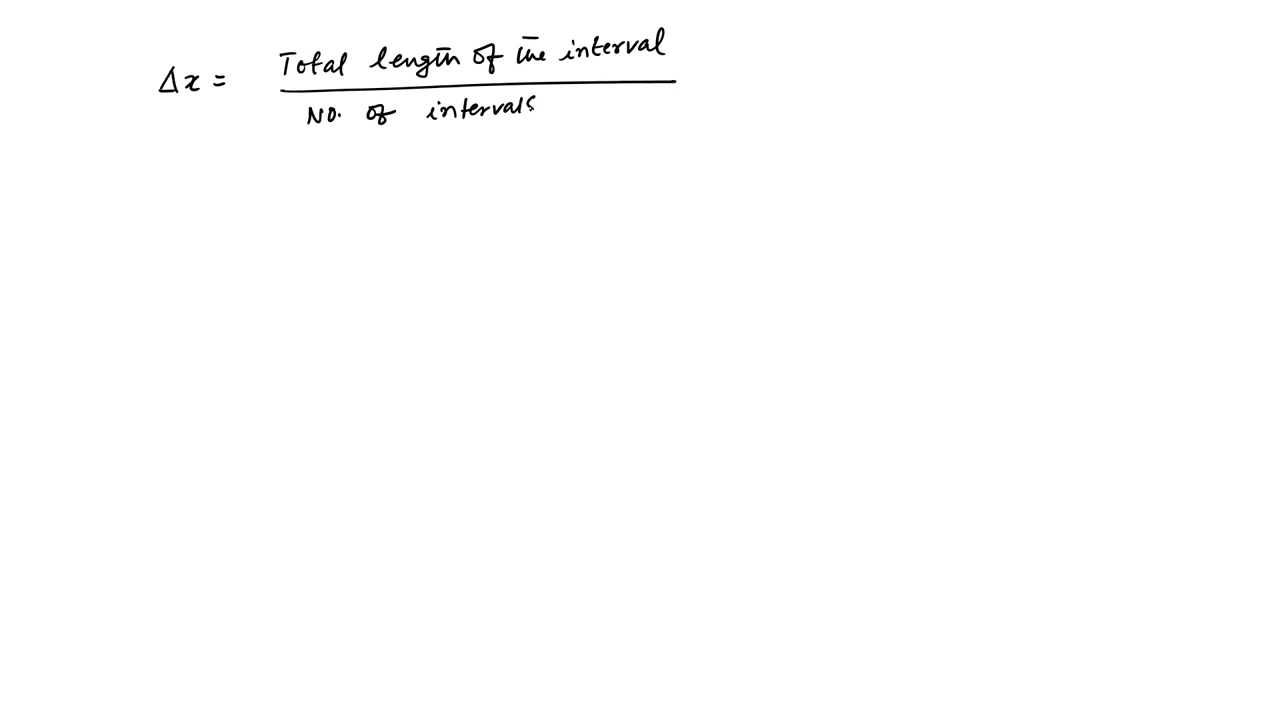 Δx = Total length of the interval
No. of intervals